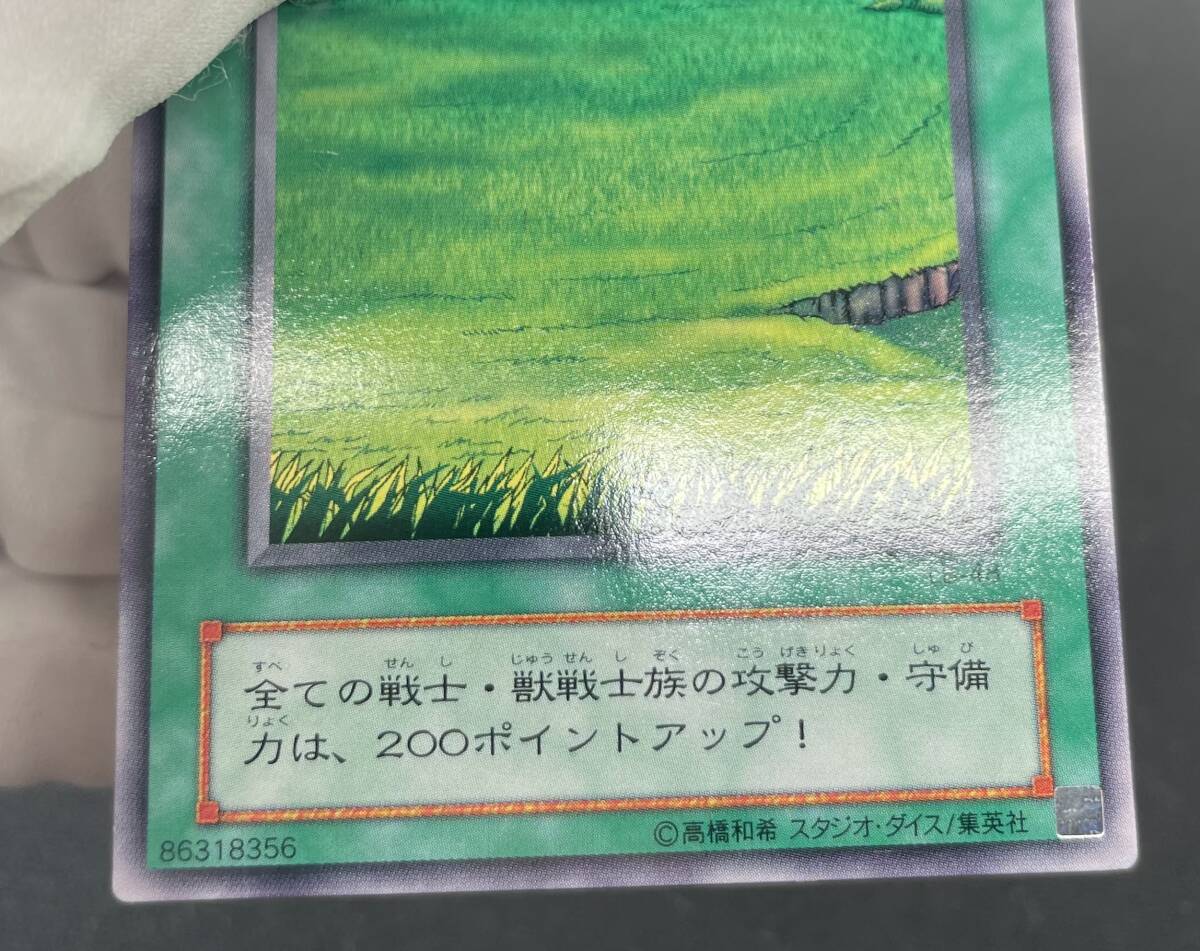 全ての戦士・獣戦士族の攻撃力・守備
力は、200ポイントアップ!
86318356
©高橋和希 スタジオ・ダイス/集英社